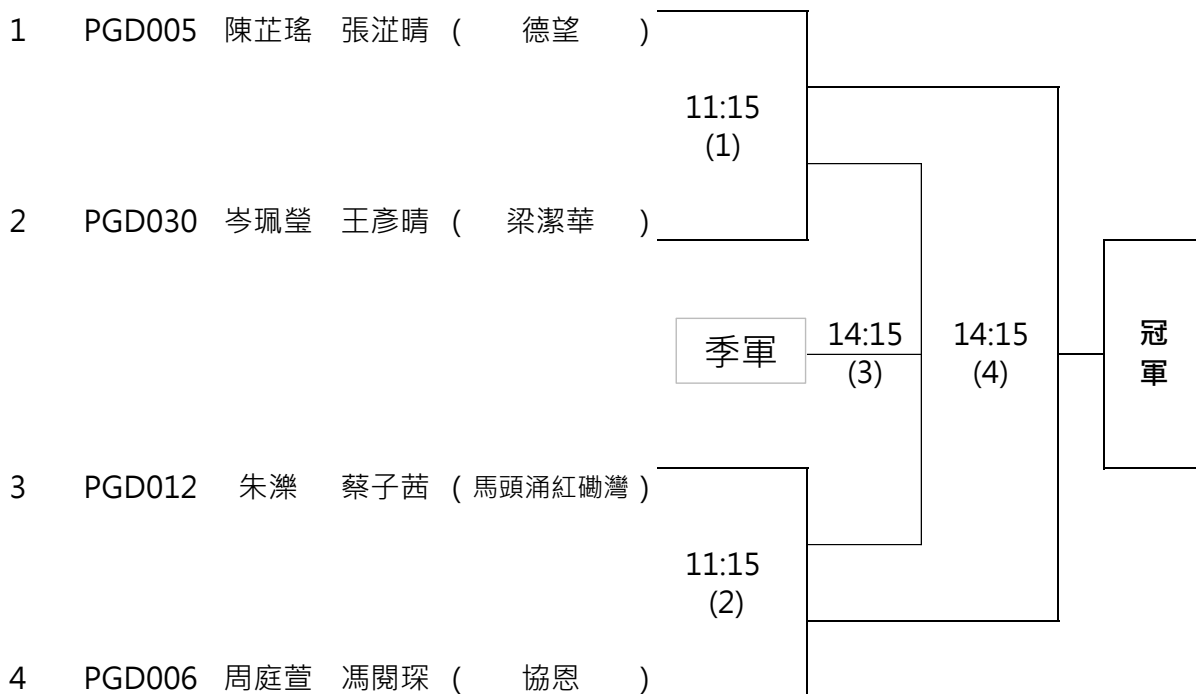 1 PGD005 陳芷瑤 張淽晴 ( 德望 )
11:15
(1)
2 PGD030 岑珮瑩 王彥晴 ( 梁潔華 )
季軍
14:15
(3)
14:15
(4)
冠
軍
3 PGD012 朱濼 蔡子茜 ( 馬頭涌紅磡灣 )
11:15
(2)
4 PGD006 周庭萱 馮閱琛 ( 協恩 )